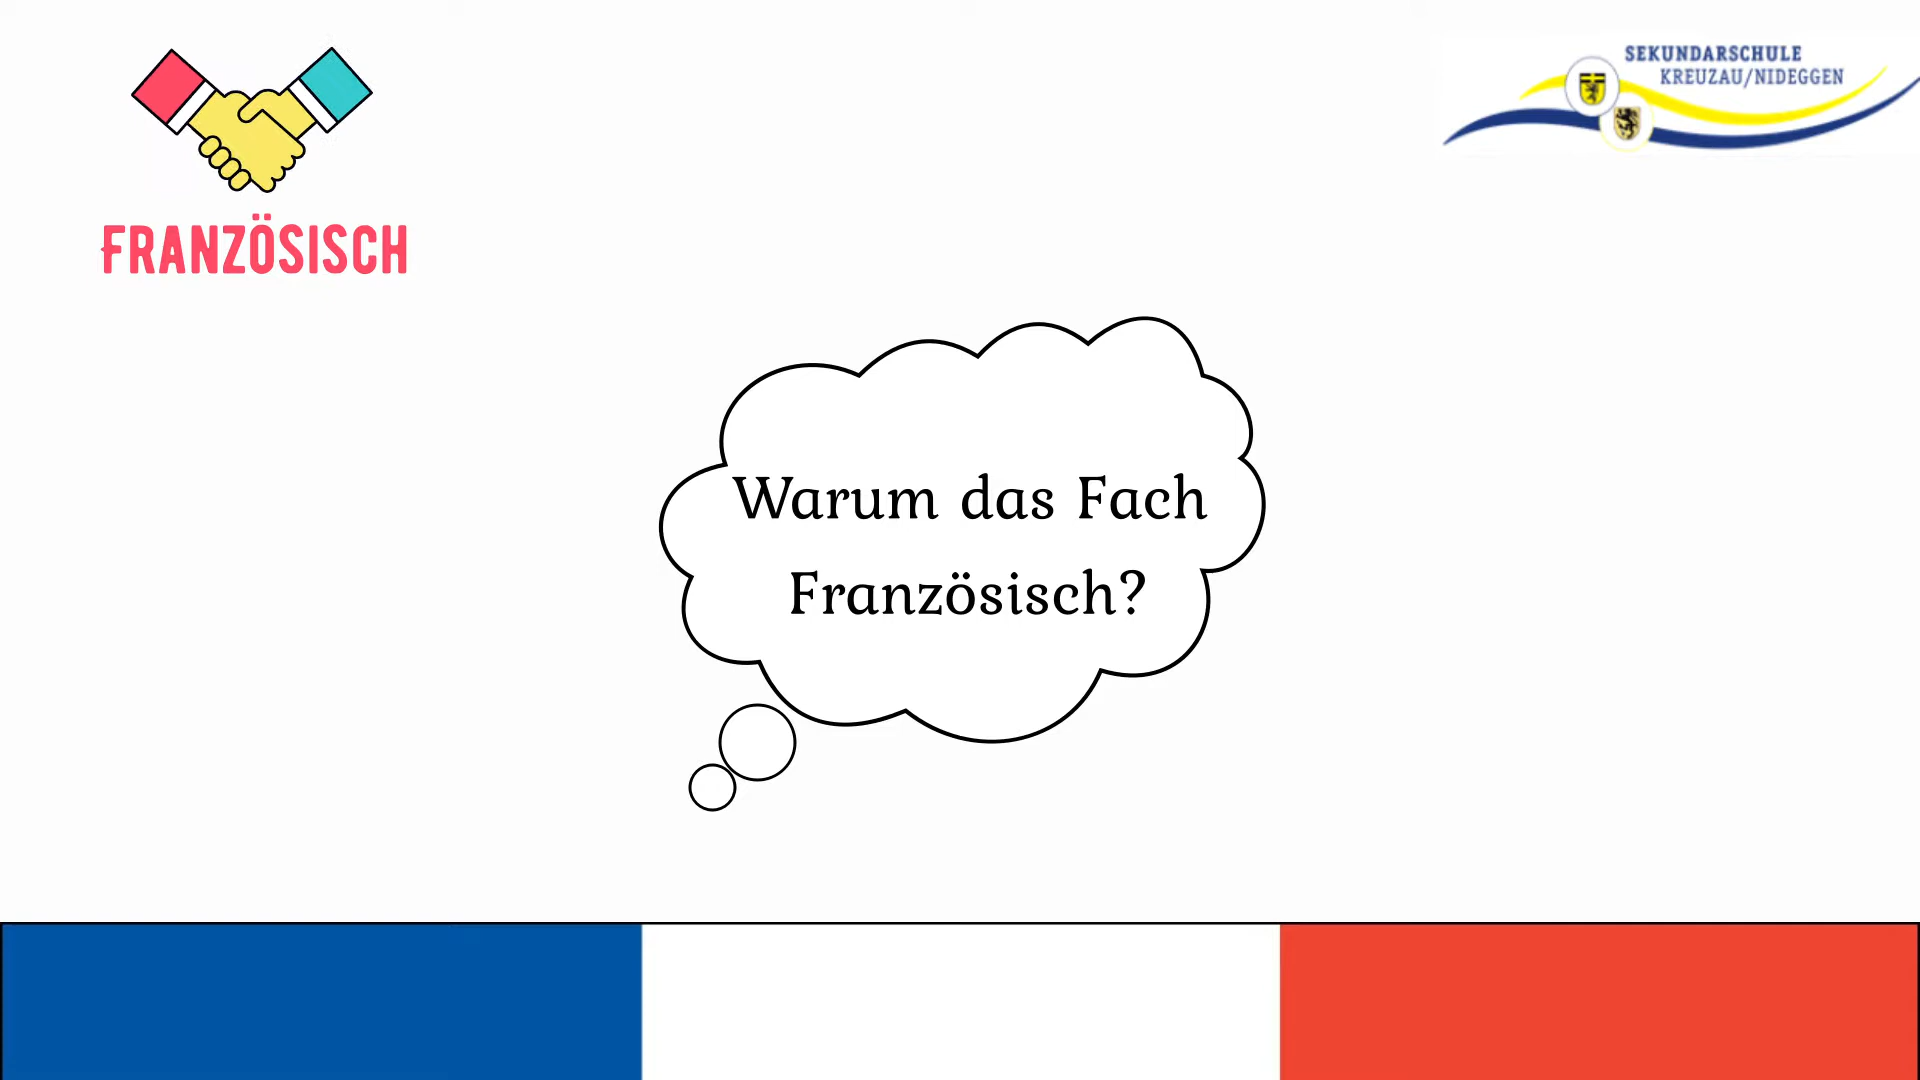 SEKUNDARSCHULE
KREUZAU/NIDEGGEN
FRANZÖSISCH
Warum das Fach
Französisch?